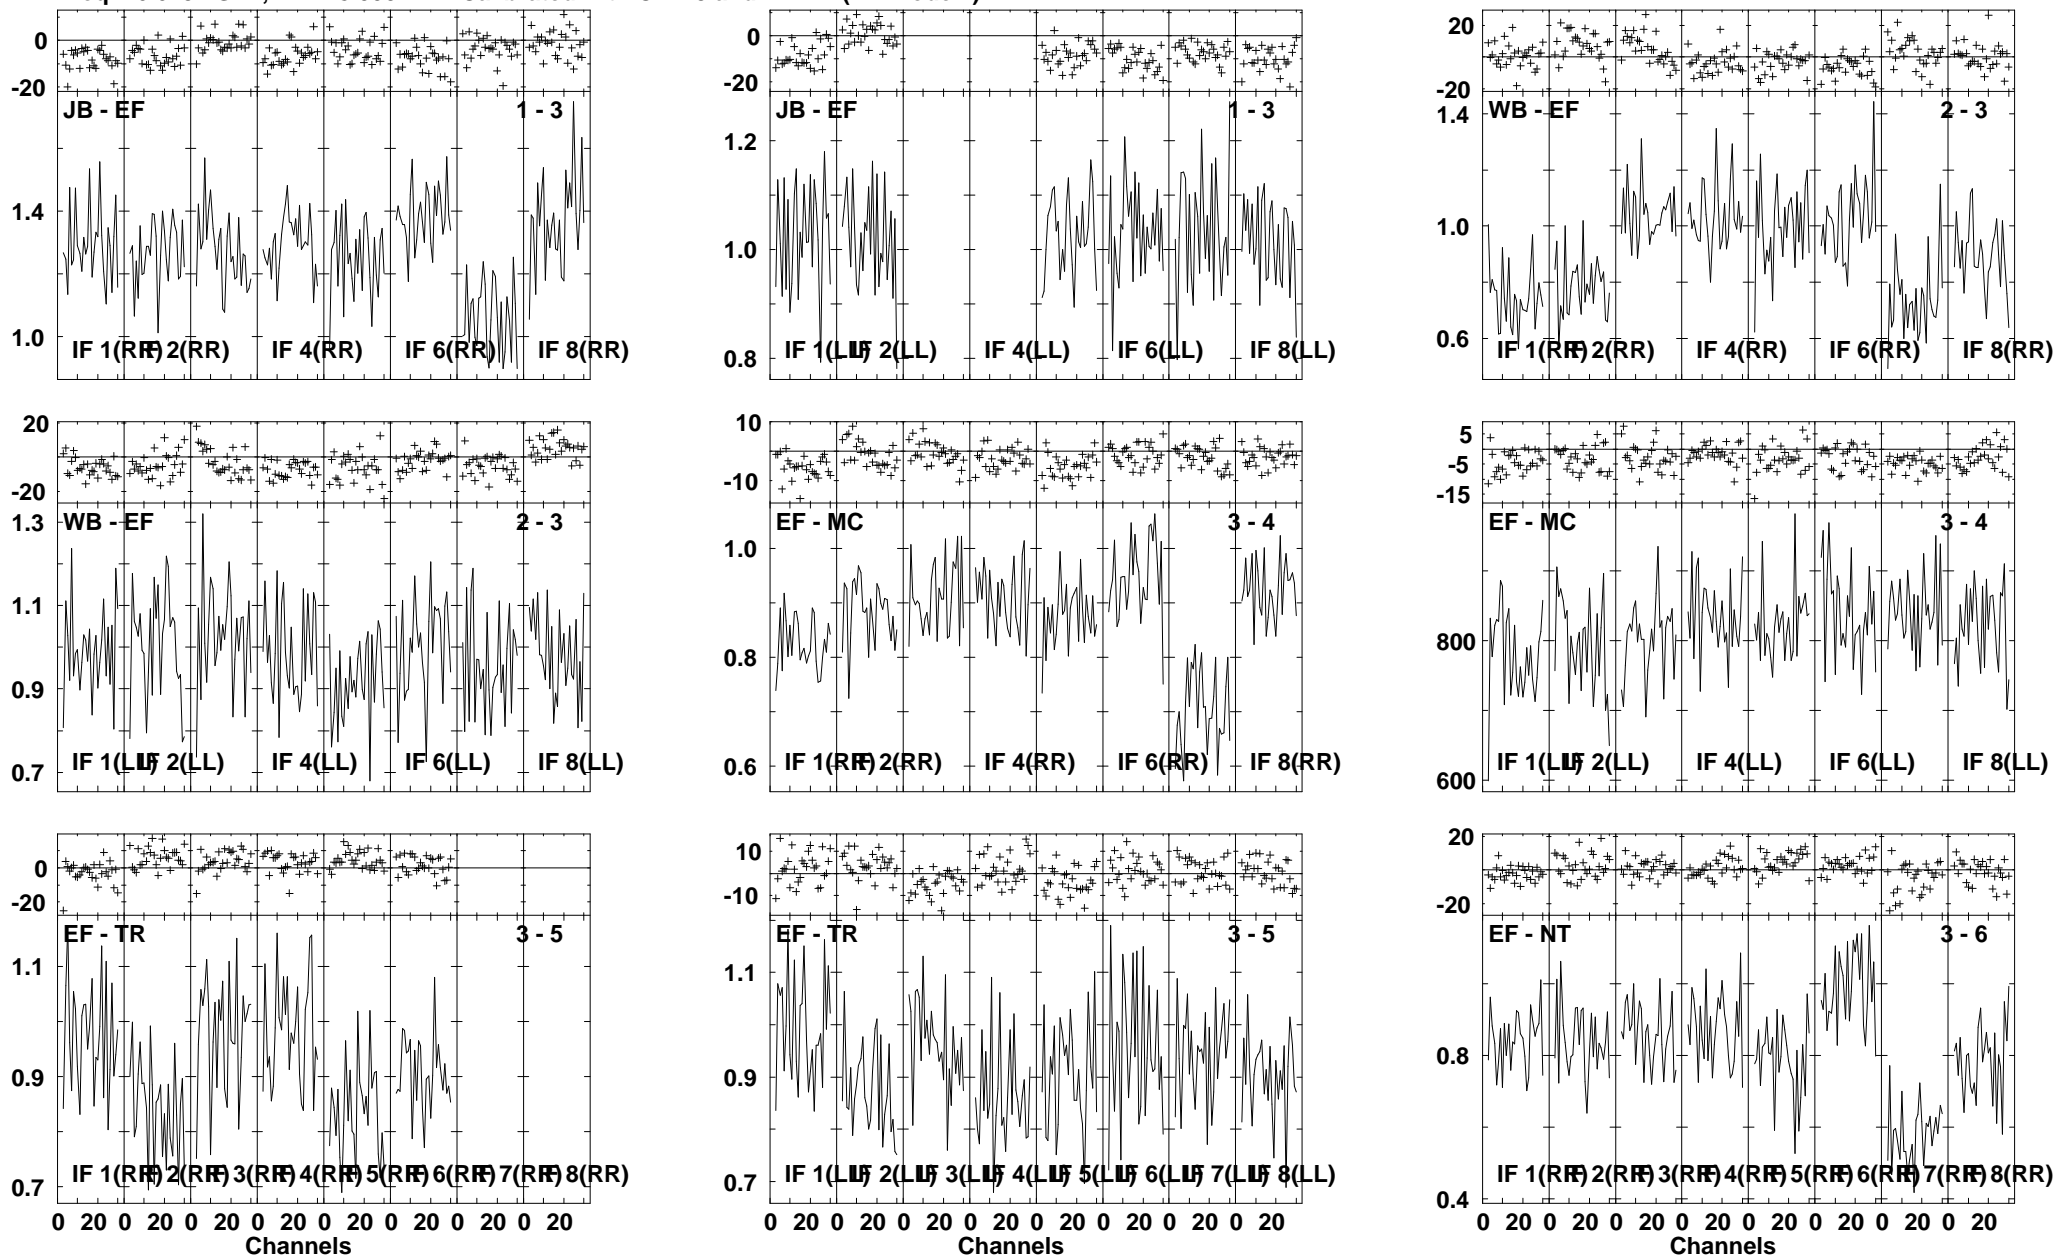 0
-20
JB - EF 1 - 3
1.4
1.0
IF 1(RR) IF 2(RR) IF 4(RR) IF 6(RR) IF 8(RR)
0
-20
JB - EF 1 - 3
1.2
1.0
0.8
IF 1(LL) IF 2(LL) IF 4(LL) IF 6(LL) IF 8(LL)
20
0
-20
WB - EF 2 - 3
1.4
1.0
0.6
IF 1(RR) IF 2(RR) IF 4(RR) IF 6(RR) IF 8(RR)
20
0
-20
WB - EF 2 - 3
1.3
1.1
0.9
0.7
IF 1(LL) IF 2(LL) IF 4(LL) IF 6(LL) IF 8(LL)
10
-10
EF - MC 3 - 4
1.0
0.8
0.6
IF 1(RR) IF 2(RR) IF 4(RR) IF 6(RR) IF 8(RR)
5
-5
-15
EF - MC 3 - 4
800
600
IF 1(LL) IF 2(LL) IF 4(LL) IF 6(LL) IF 8(LL)
0
-20
EF - TR 3 - 5
1.1
0.9
0.7
IF 1(RR) IF 2(RR) IF 3(RR) IF 4(RR) IF 5(RR) IF 6(RR) IF 7(RR) IF 8(RR)
0 20 0 20 0 20 0 20 0 20 0 20 0 20 0 20
Channels
10
-10
EF - TR 3 - 5
1.1
0.9
0.7
IF 1(LL) IF 2(LL) IF 3(LL) IF 4(LL) IF 5(LL) IF 6(LL) IF 7(LL) IF 8(LL)
0 20 0 20 0 20 0 20 0 20 0 20 0 20 0 20
Channels
20
0
-20
EF - NT 3 - 6
0.8
0.4
IF 1(RR) IF 2(RR) IF 3(RR) IF 4(RR) IF 5(RR) IF 6(RR) IF 7(RR) IF 8(RR)
0 20 0 20 0 20 0 20 0 20 0 20 0 20 0 20
Channels